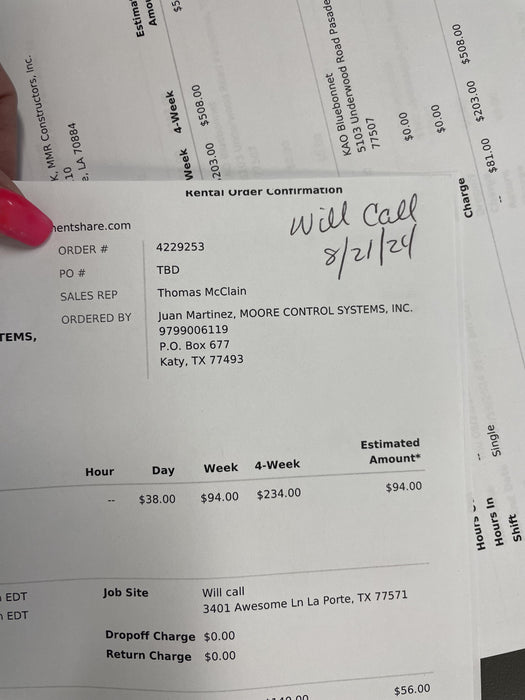 K, MMR Constructors, Inc.
10
e, LA 70884
Week 4-Week
203.00 $508.00
KAO Bluebonnet
5103 Underwood Road Pasade
77507
$0.00
$0.00
Charge
$81.00 $203.00 $508.00
--
Rental Order Confirmation
Will Call
8/21/24
entshare.com
ORDER # 4229253
PO # TBD
SALES REP Thomas McClain
ORDERED BY Juan Martinez, MOORE CONTROL SYSTEMS, INC.
9799006119
P.O. Box 677
Katy, TX 77493
TEMS,
Hour Day Week 4-Week Estimated
Amount*
-- $38.00 $94.00 $234.00 $94.00
EDT
EDT
Job Site Will call
3401 Awesome Ln La Porte, TX 77571
Dropoff Charge $0.00
Return Charge $0.00
$56.00
Hours In
Shift
--
Single